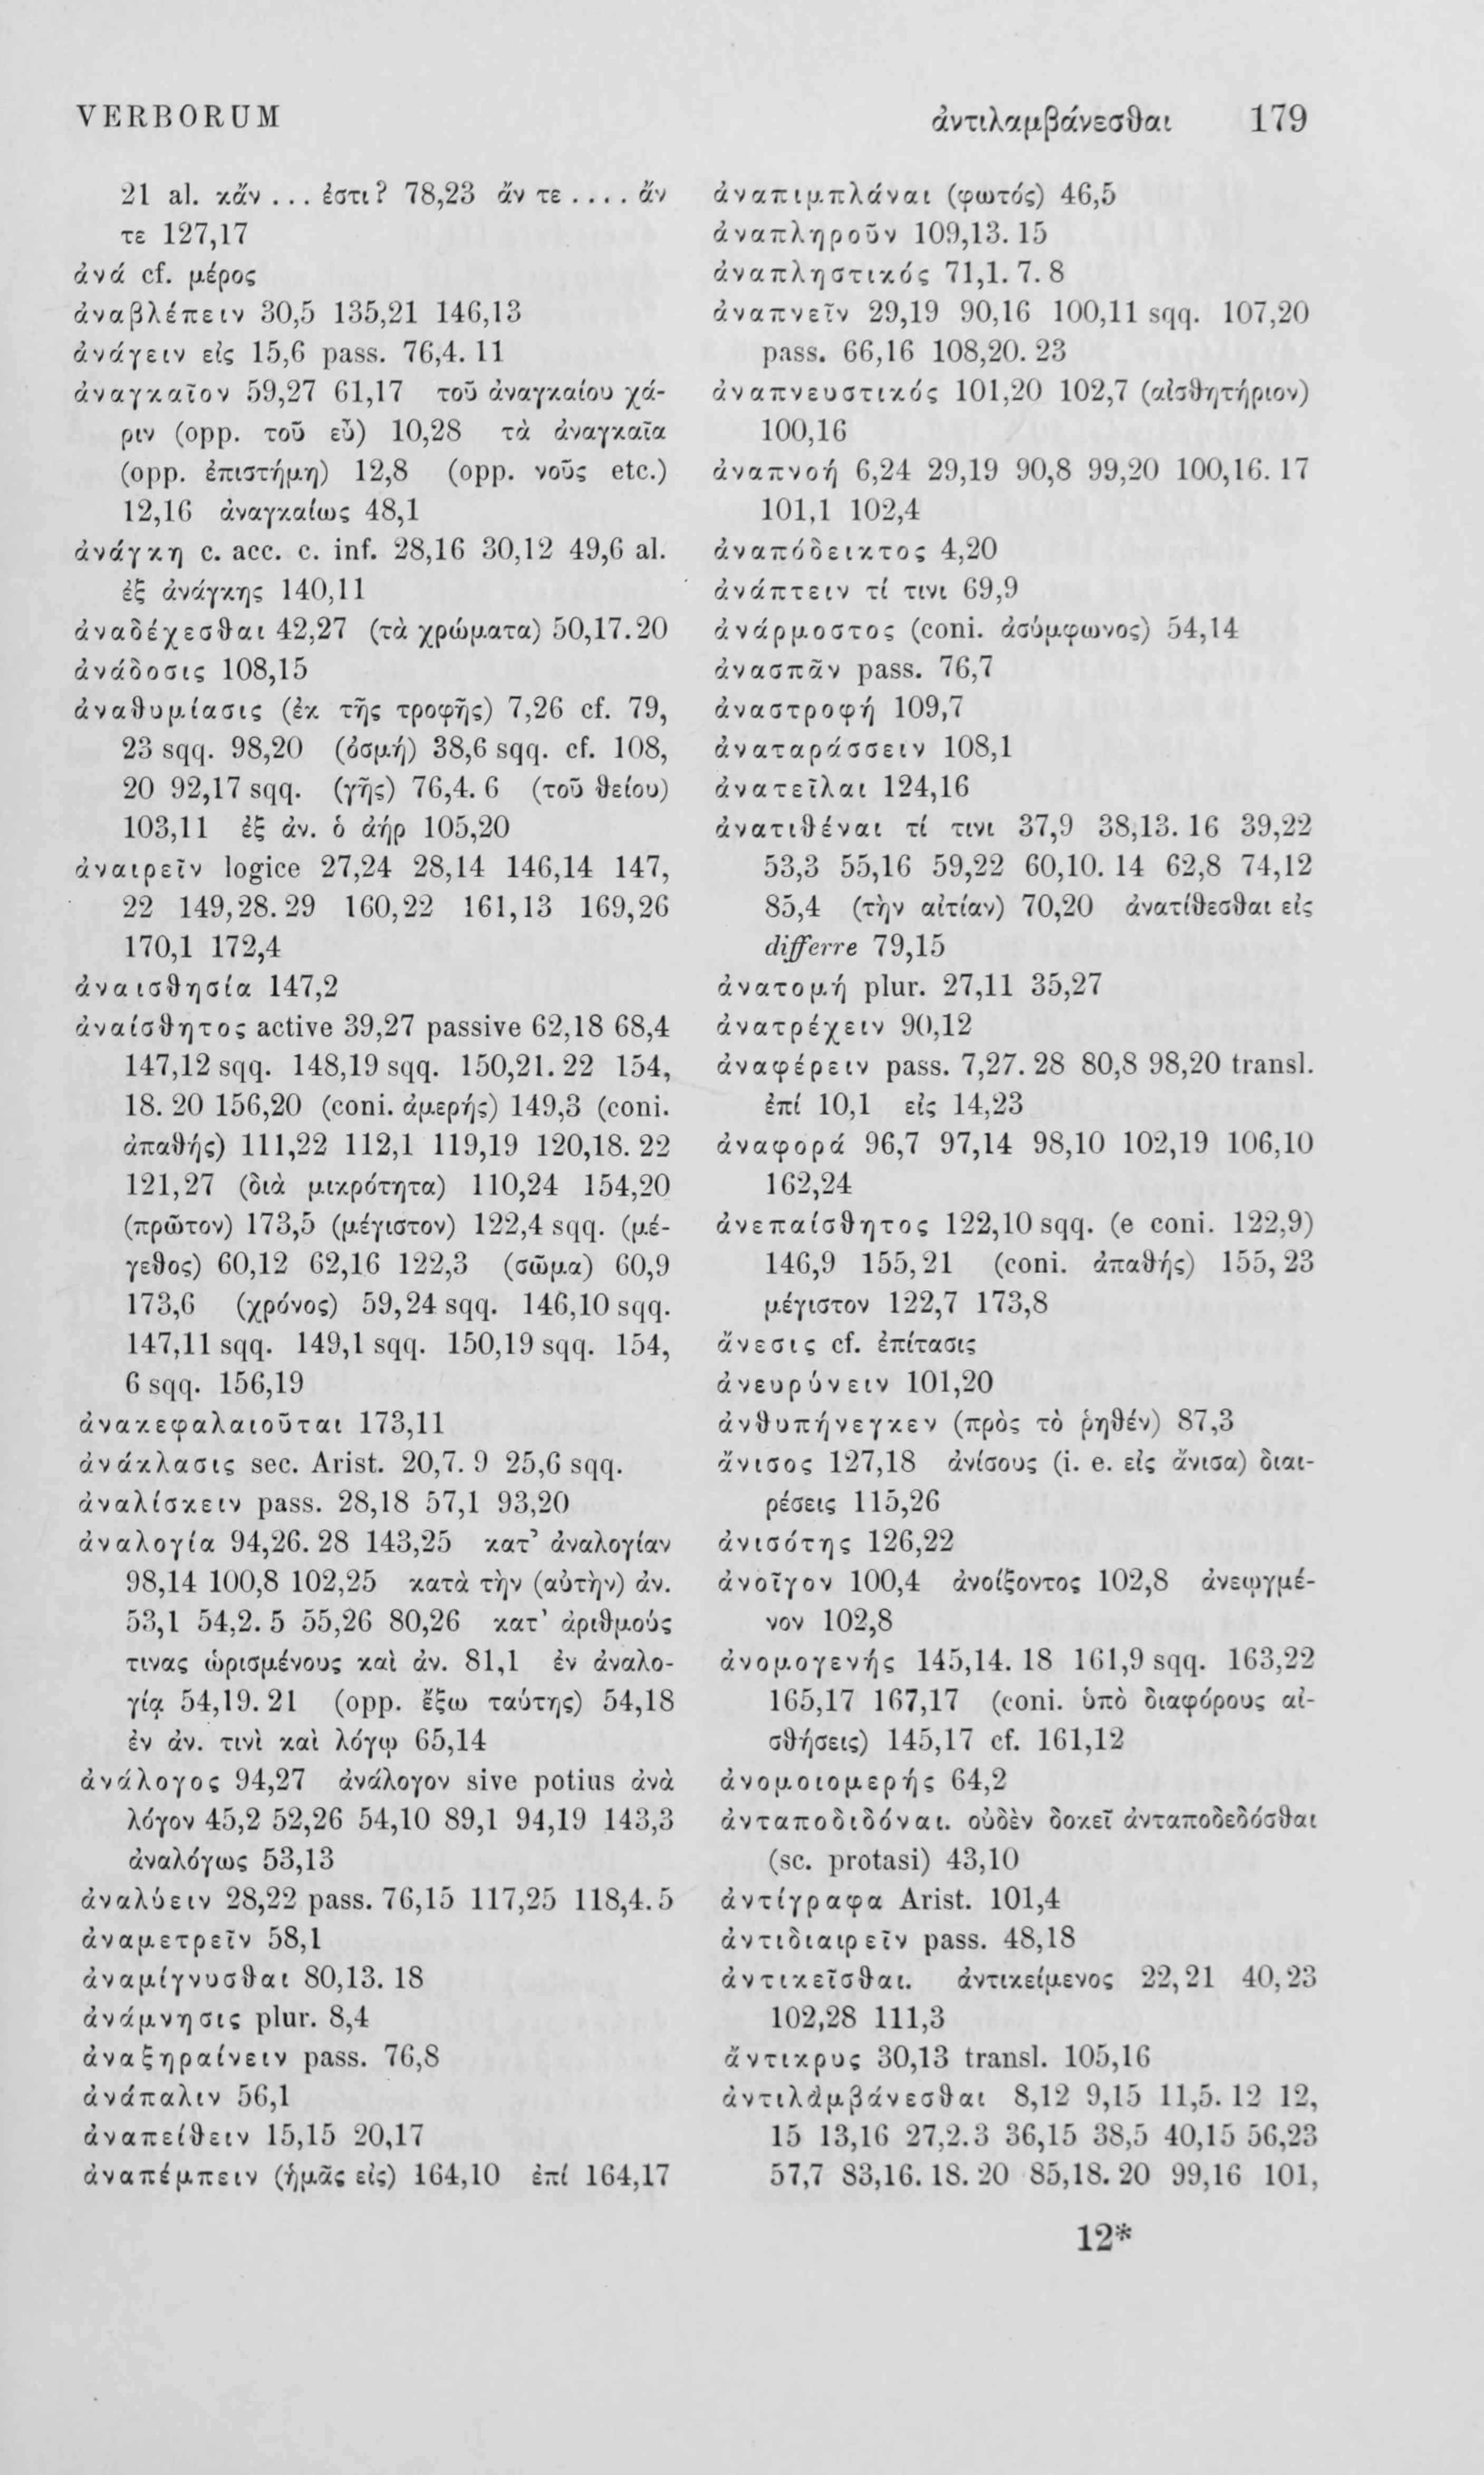 VERBORUM
ἀντιλαμβάνεσθαι 179
21 al. κἄν ... ἐστι? 78,23 ἄν τε .... ἄν
τε 127,17
ἀνά cf. μέρος
ἀναβλέπειν 30,5 135,21 146,13
ἀνάγειν εἰς 15,6 pass. 76,4. 11
ἀναγκαῖον 59,27 61,17 τοῦ ἀναγκαίου χά-
ριν (opp. τοῦ εὖ) 10,28 τὰ ἀναγκαῖα
(opp. ἐπιστήμη) 12,8 (opp. νοῦς etc.)
12,16 ἀναγκαίως 48,1
ἀνάγκη c. acc. c. inf. 28,16 30,12 49,6 al.
ἐξ ἀνάγκης 140,11
ἀναδέχεσθαι 42,27 (τὰ χρώματα) 50,17. 20
ἀνάδοσις 108,15
ἀναθυμίασις (ἐκ τῆς τροφῆς) 7,26 cf. 79,
23 sqq. 98,20 (ὀσμή) 38,6 sqq. cf. 108,
20 92,17 sqq. (γῆς) 76,4. 6 (τοῦ θείου)
103,11 ἐξ ἀν. ὁ ἀήρ 105,20
ἀναιρεῖν logice 27,24 28,14 146,14 147,
22 149,28. 29 160,22 161,13 169,26
170,1 172,4
ἀναισθησία 147,2
ἀναίσθητος active 39,27 passive 62,18 68,4
147,12 sqq. 148,19 sqq. 150,21. 22 154,
18. 20 156,20 (coni. ἀμερής) 149,3 (coni.
ἀπαθής) 111,22 112,1 119,19 120,18. 22
121,27 (διὰ μικρότητα) 110,24 154,20
(πρῶτον) 173,5 (μέγιστον) 122,4 sqq. (μέ-
γεθος) 60,12 62,16 122,3 (σῶμα) 60,9
173,6 (χρόνος) 59,24 sqq. 146,10 sqq.
147,11 sqq. 149,1 sqq. 150,19 sqq. 154,
6 sqq. 156,19
ἀνακεφαλαιοῦται 173,11
ἀνάκλασις sec. Arist. 20,7. 9 25,6 sqq.
ἀναλίσκειν pass. 28,18 57,1 93,20
ἀναλογία 94,26. 28 143,25 κατ’ ἀναλογίαν
98,14 100,8 102,25 κατὰ τὴν (αὐτὴν) ἀν.
53,1 54,2. 5 55,26 80,26 κατ’ ἀριθμούς
τινας ὡρισμένους καὶ ἀν. 81,1 ἐν ἀναλο-
γίᾳ 54,19. 21 (opp. ἔξω ταύτης) 54,18
ἐν ἀν. τινὶ καὶ λόγῳ 65,14
ἀνάλογος 94,27 ἀνάλογον sive potius ἀνὰ
λόγον 45,2 52,26 54,10 89,1 94,19 143,3
ἀναλόγως 53,13
ἀναλύειν 28,22 pass. 76,15 117,25 118,4. 5
ἀναμετρεῖν 58,1
ἀναμίγνυσθαι 80,13. 18
ἀνάμνησις plur. 8,4
ἀναξηραίνειν pass. 76,8
ἀνάπαλιν 56,1
ἀναπείθειν 15,15 20,17
ἀναπέμπειν (ἡμᾶς εἰς) 164,10 ἐπί 164,17
ἀναπιμπλάναι (φωτός) 46,5
ἀναπληροῦν 109,13. 15
ἀναπληστικός 71,1. 7. 8
ἀναπνεῖν 29,19 90,16 100,11 sqq. 107,20
pass. 66,16 108,20. 23
ἀναπνευστικός 101,20 102,7 (αἰσθητήριον)
100,16
ἀναπνοή 6,24 29,19 90,8 99,20 100,16. 17
101,1 102,4
ἀναπόδεικτος 4,20
ἀνάπτειν τί τινι 69,9
ἀνάρμοστος (coni. ἀσύμφωνος) 54,14
ἀνασπᾶν pass. 76,7
ἀναστροφή 109,7
ἀναταράσσειν 108,1
ἀνατεῖλαι 124,16
ἀνατιθέναι τί τινι 37,9 38,13. 16 39,22
53,3 55,16 59,22 60,10. 14 62,8 74,12
85,4 (τὴν αἰτίαν) 70,20 ἀνατίθεσθαι εἰς
differre 79,15
ἀνατομή plur. 27,11 35,27
ἀνατρέχειν 90,12
ἀναφέρειν pass. 7,27. 28 80,8 98,20 transl.
ἐπί 10,1 εἰς 14,23
ἀναφορά 96,7 97,14 98,10 102,19 106,10
162,24
ἀνεπαίσθητος 122,10 sqq. (e coni. 122,9)
146,9 155,21 (coni. ἀπαθής) 155,23
μέγιστον 122,7 173,8
ἄνεσις cf. ἐπίτασις
ἀνευρύνειν 101,20
ἀνθυπήνεγκεν (πρὸς τὸ ῥηθέν) 87,3
ἄνισος 127,18 ἀνίσους (i. e. εἰς ἄνισα) διαι-
ρέσεις 115,26
ἀνισότης 126,22
ἀνοῖγον 100,4 ἀνοίξοντος 102,8 ἀνεῳγμέ-
νον 102,8
ἀνομογενής 145,14. 18 161,9 sqq. 163,22
165,17 167,17 (coni. ὑπὸ διαφόρους αἰ-
σθήσεις) 145,17 cf. 161,12
ἀνομοιομερής 64,2
ἀνταποδιδόναι. οὐδὲν δοκεῖ ἀνταποδεδόσθαι
(sc. protasi) 43,10
ἀντίγραφα Arist. 101,4
ἀντιδιαιρεῖν pass. 48,18
ἀντικεῖσθαι. ἀντικείμενος 22,21 40,23
102,28 111,3
ἄντικρυς 30,13 transl. 105,16
ἀντιλαμβάνεσθαι 8,12 9,15 11,5. 12 12,
15 13,16 27,2. 3 36,15 38,5 40,15 56,23
57,7 83,16. 18. 20 85,18. 20 99,16 101,
12*